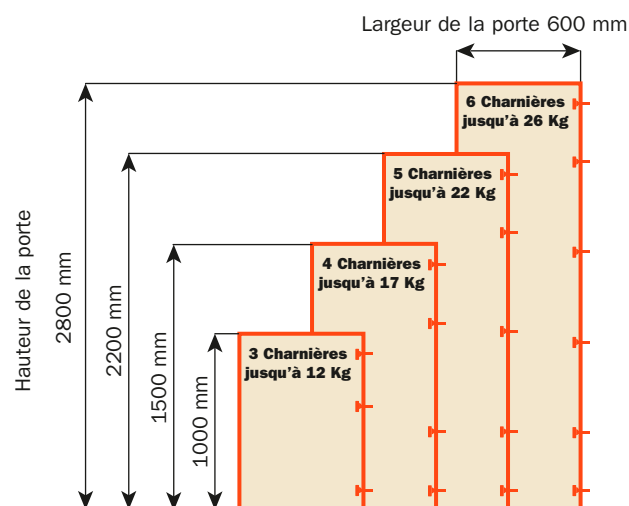 Largeur de la porte 600 mm
6 Charnières
jusqu'à 26 Kg
5 Charnières
jusqu'à 22 Kg
4 Charnières
jusqu'à 17 Kg
3 Charnières
jusqu'à 12 Kg
Hauteur de la porte
2800 mm
2200 mm
1500 mm
1000 mm